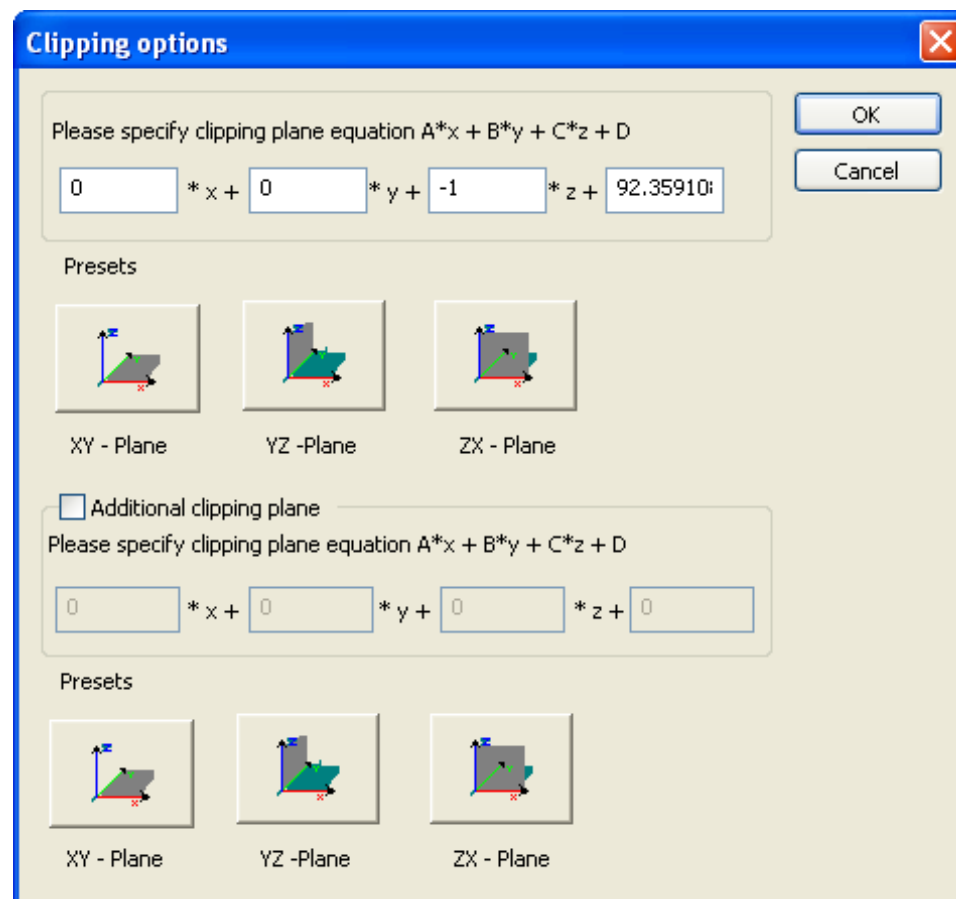 Clipping options
OK
Please specify clipping plane equation A*x + B*y + C*z + D
Cancel
0 * x + 0 * y + -1 * z + 92.35910
Presets
XY - Plane YZ -Plane ZX - Plane
Additional clipping plane
Please specify clipping plane equation A*x + B*y + C*z + D
0 * x + 0 * y + 0 * z + 0
Presets
XY - Plane YZ -Plane ZX - Plane